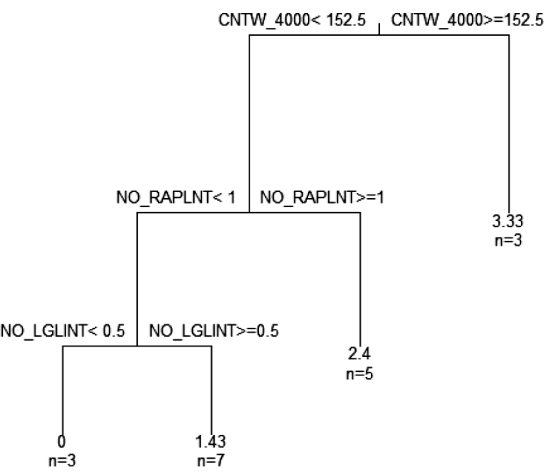 CNTW_4000< 152.5 CNTW_4000>=152.5
NO_RAPLNT< 1 NO_RAPLNT>=1
3.33
n=3
NO_LGLINT< 0.5 NO_LGLINT>=0.5
2.4
n=5
0 1.43
n=3 n=7